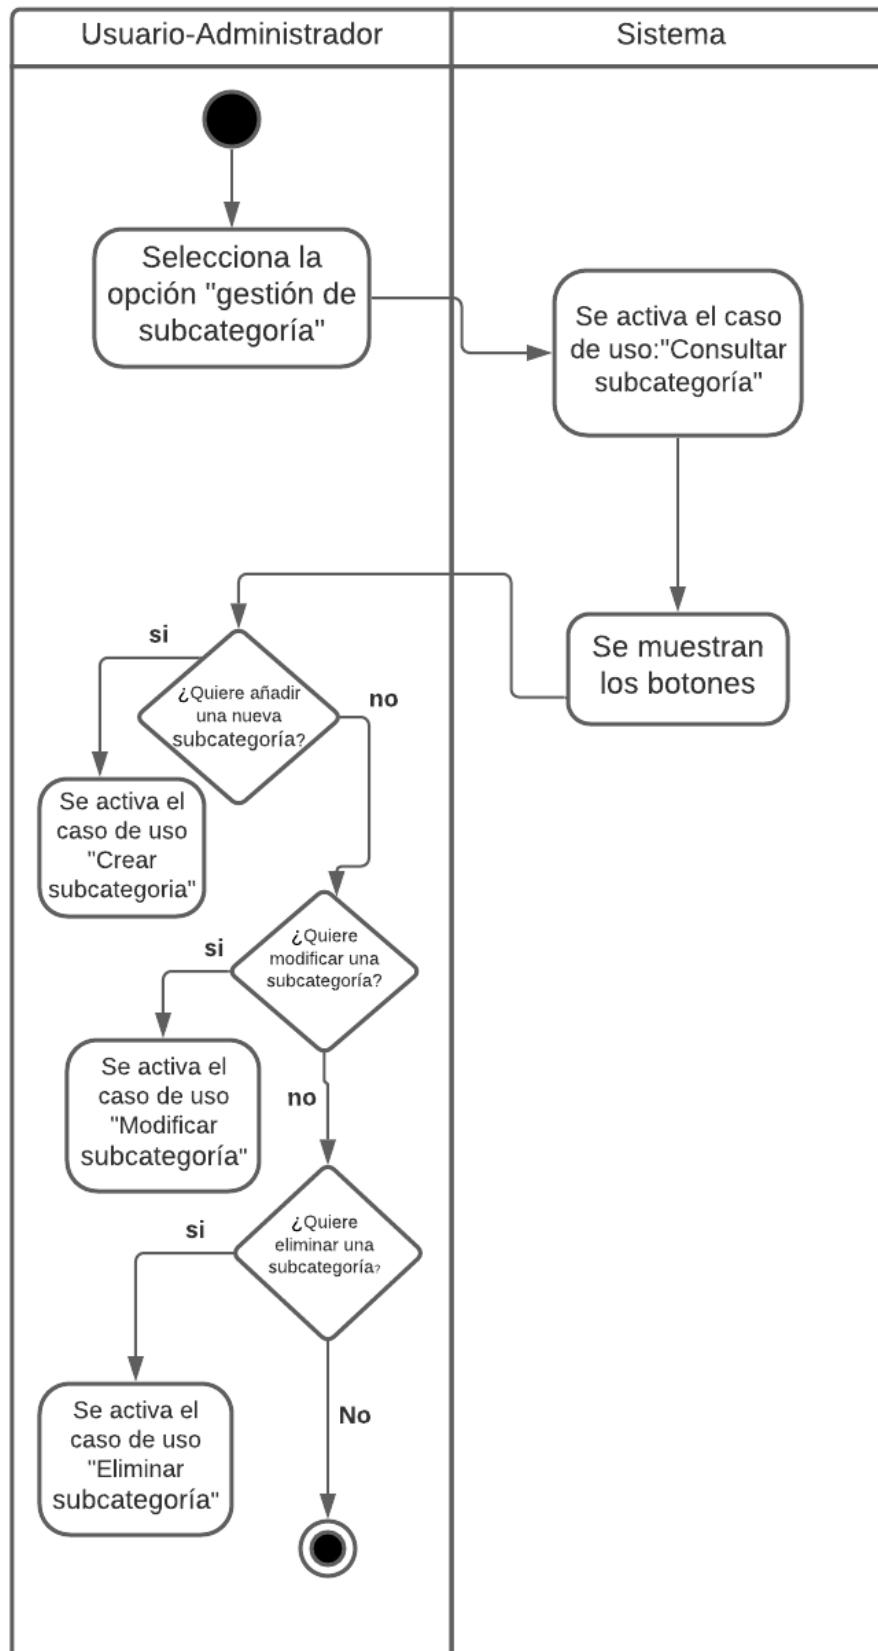 Usuario-Administrador
Sistema
Selecciona la
opción "gestión de
subcategoría"
Se activa el caso
de uso:"Consultar
subcategoría"
Se muestran
los botones
si
¿Quiere añadir
una nueva
subcategoría?
no
Se activa el
caso de uso
"Crear
subcategoria"
¿Quiere
modificar una
subcategoría?
si
Se activa el
caso de uso
"Modificar
subcategoría"
no
¿Quiere
eliminar una
subcategoría?
si
Se activa el
caso de uso
"Eliminar
subcategoría"
No